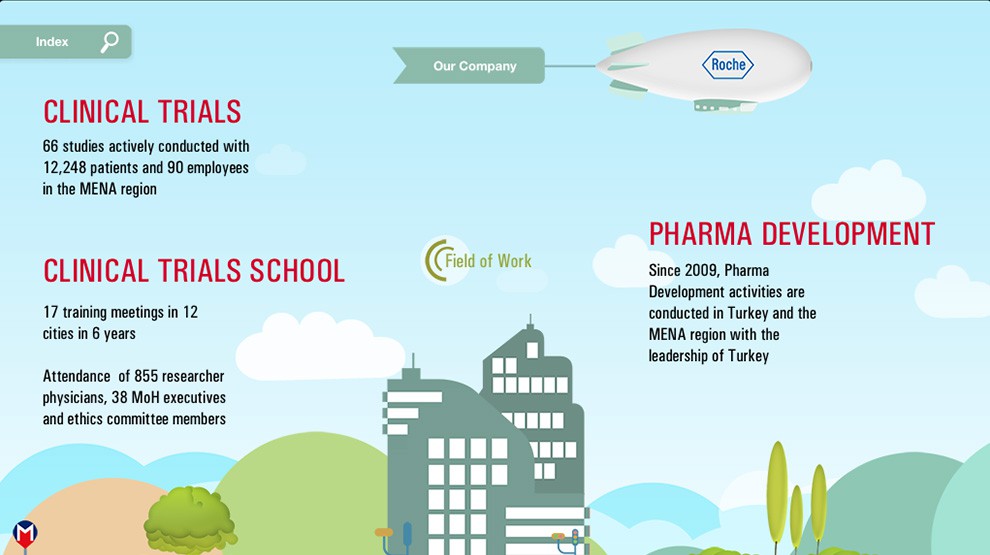 Index
Our Company
Roche
CLINICAL TRIALS
66 studies actively conducted with
12,248 patients and 90 employees
in the MENA region
PHARMA DEVELOPMENT
Since 2009, Pharma
Development activities are
conducted in Turkey and the
MENA region with the
leadership of Turkey
Field of Work
CLINICAL TRIALS SCHOOL
17 training meetings in 12
cities in 6 years
Attendance of 855 researcher
physicians, 38 MoH executives
and ethics committee members
M